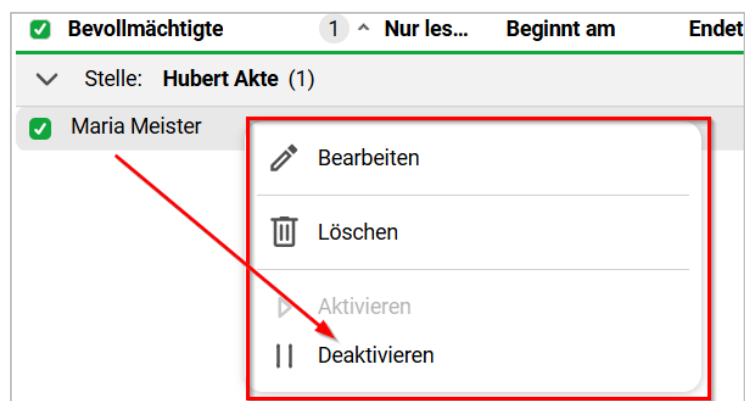 Bevollmächtigte 1 Nur les... Beginnt am Endet
Stelle: Hubert Akte (1)
Maria Meister
Bearbeiten
Löschen
Aktivieren
Deaktivieren